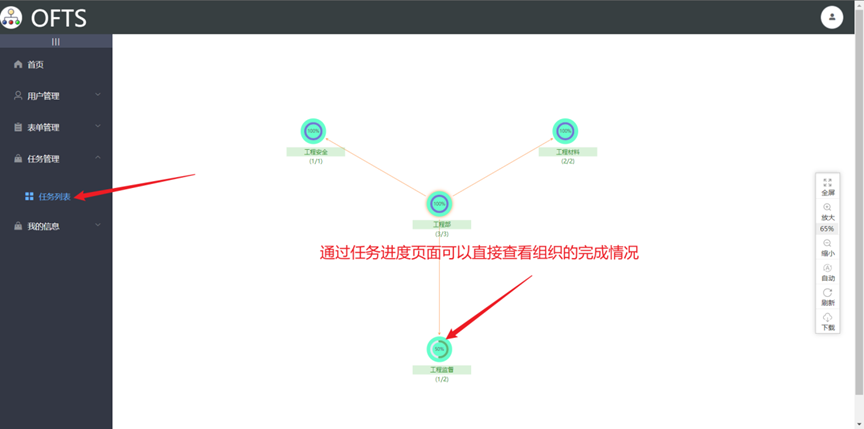 OFTS
首页
用户管理
表单管理
任务管理
任务列表
我的信息
100%
工程安全
(1/1)
100%
工程材料
(2/2)
100%
工程部
(3/3)
通过任务进度页面可以直接查看组织的完成情况
50%
工程监督
(1/2)
全屏
放大
65%
缩小
自动
刷新
下载